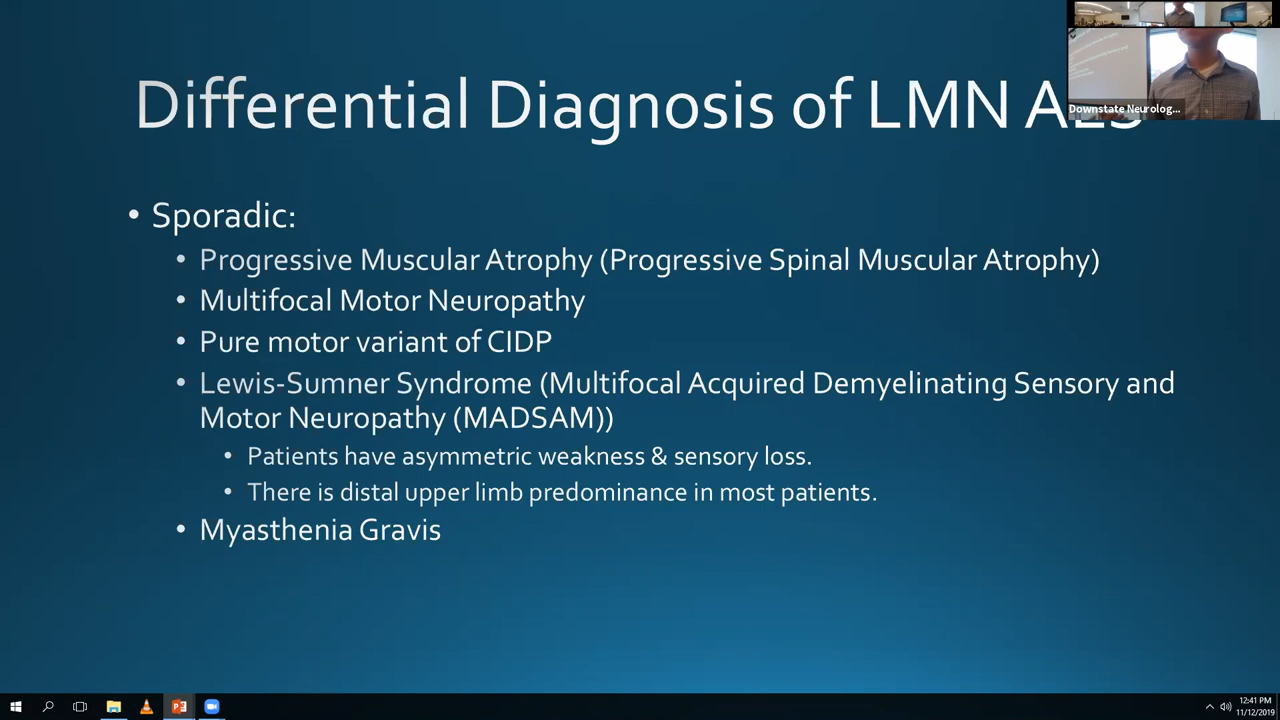 Differential Diagnosis of LMN ALS
Downstate Neurolog...
• Sporadic:
• Progressive Muscular Atrophy (Progressive Spinal Muscular Atrophy)
• Multifocal Motor Neuropathy
• Pure motor variant of CIDP
• Lewis-Sumner Syndrome (Multifocal Acquired Demyelinating Sensory and
Motor Neuropathy (MADSAM))
• Patients have asymmetric weakness & sensory loss.
• There is distal upper limb predominance in most patients.
• Myasthenia Gravis
12:41 PM
11/12/2019